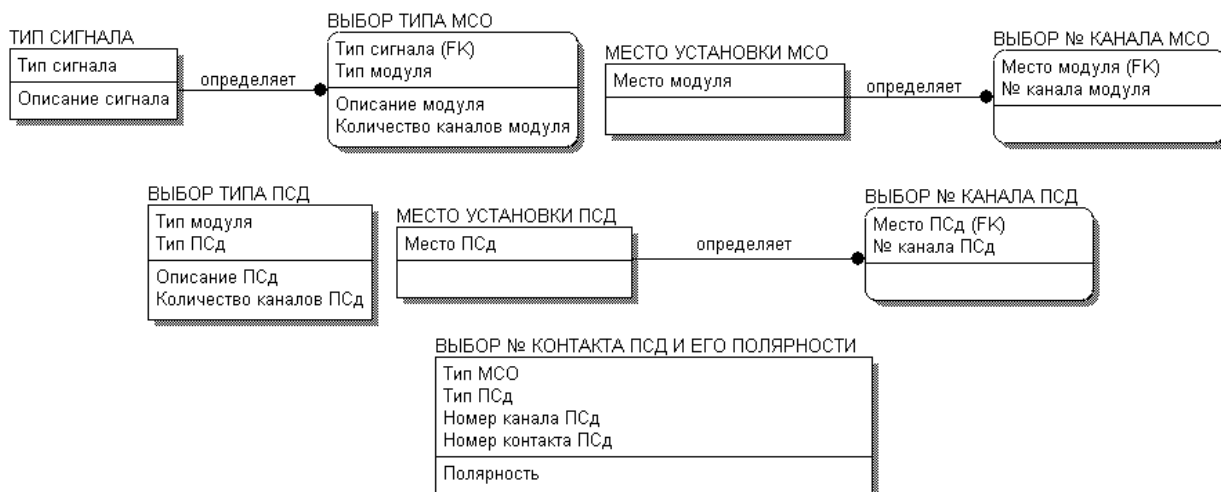 ТИП СИГНАЛА
Тип сигнала
Описание сигнала
определяет
ВЫБОР ТИПА МСО
Тип сигнала (FK)
Тип модуля
Описание модуля
Количество каналов модуля
МЕСТО УСТАНОВКИ МСО
Место модуля
определяет
ВЫБОР № КАНАЛА МСО
Место модуля (FK)
№ канала модуля
ВЫБОР ТИПА ПСД
Тип модуля
Тип ПСд
Описание ПСд
Количество каналов ПСд
МЕСТО УСТАНОВКИ ПСД
Место ПСд
определяет
ВЫБОР № КАНАЛА ПСД
Место ПСд (FK)
№ канала ПСд
ВЫБОР № КОНТАКТА ПСД И ЕГО ПОЛЯРНОСТИ
Тип МСО
Тип ПСд
Номер канала ПСд
Номер контакта ПСд
Полярность